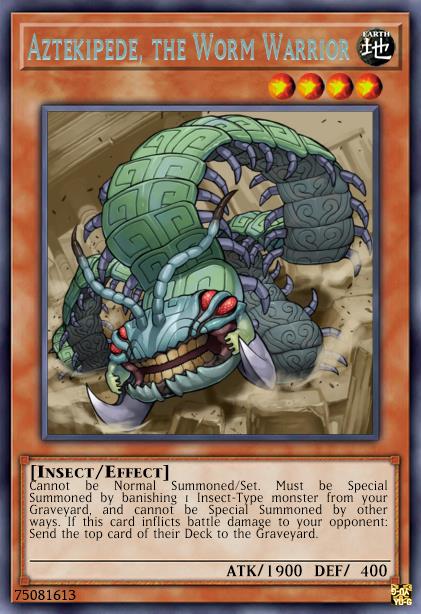 Aztekipede, the Worm Warrior
EARTH
地
[Insect/Effect]
Cannot be Normal Summoned/Set. Must be Special
Summoned by banishing 1 Insect-Type monster from your
Graveyard, and cannot be Special Summoned by other
ways. If this card inflicts battle damage to your opponent:
Send the top card of their Deck to the Graveyard.
ATK/1900 DEF/ 400
75081613